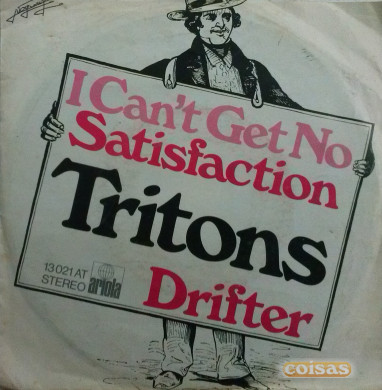 I Can't Get No
Satisfaction
Tritons
13 021 AT
STEREO
ariola
Drifter
coisas